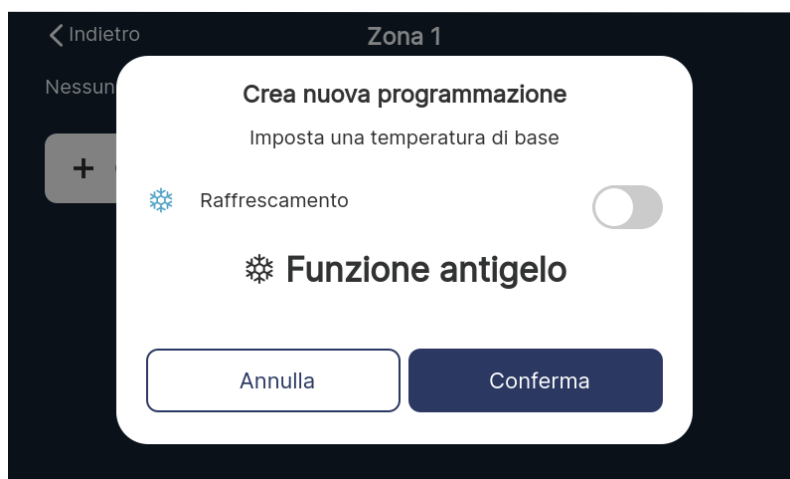 Indietro
Zona 1
Nessun
Crea nuova programmazione
Imposta una temperatura di base
Raffrescamento
Funzione antigelo
Annulla
Conferma